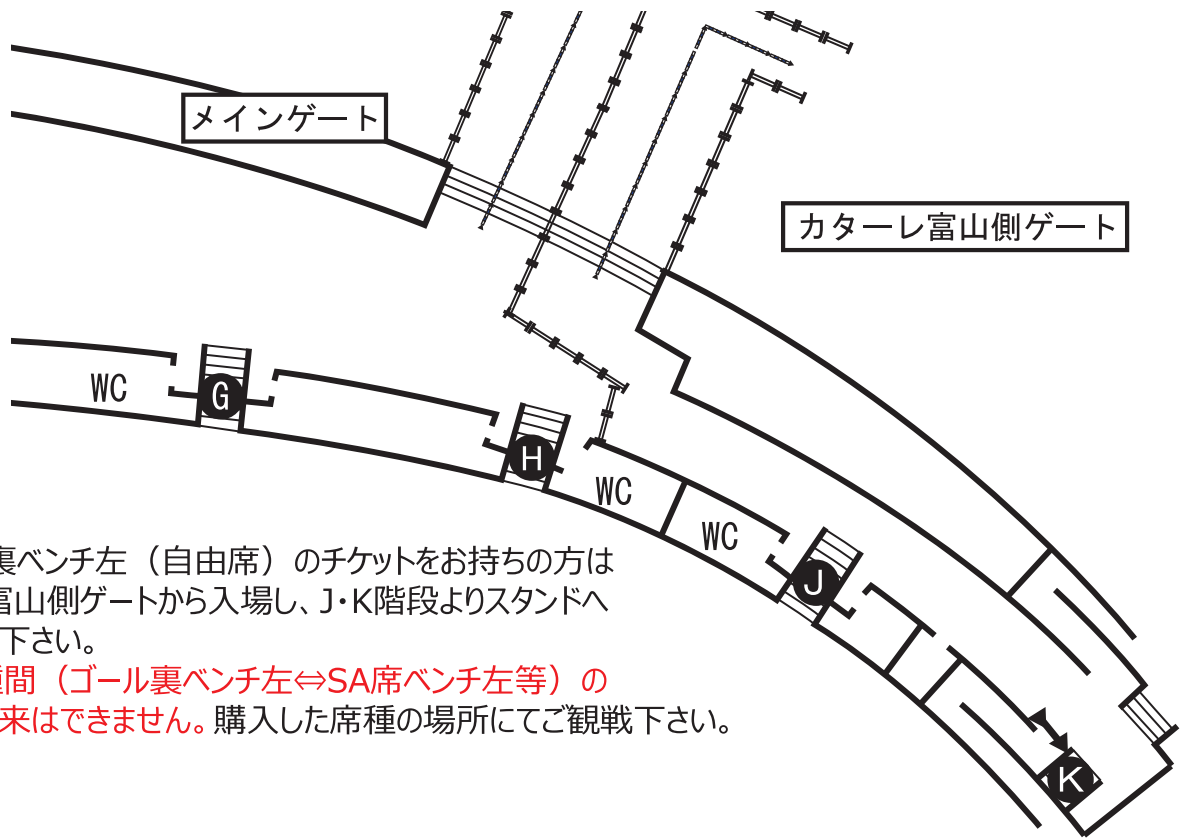 メインゲート
カターレ富山側ゲート
WC
G
H
WC
WC
J
裏ベンチ左（自由席）のチケットをお持ちの方は
富山側ゲートから入場し、J・K階段よりスタンドへ
下さい。
間（ゴール裏ベンチ左⇔SA席ベンチ左等）の
来はできません。購入した席種の場所にてご観戦下さい。
K